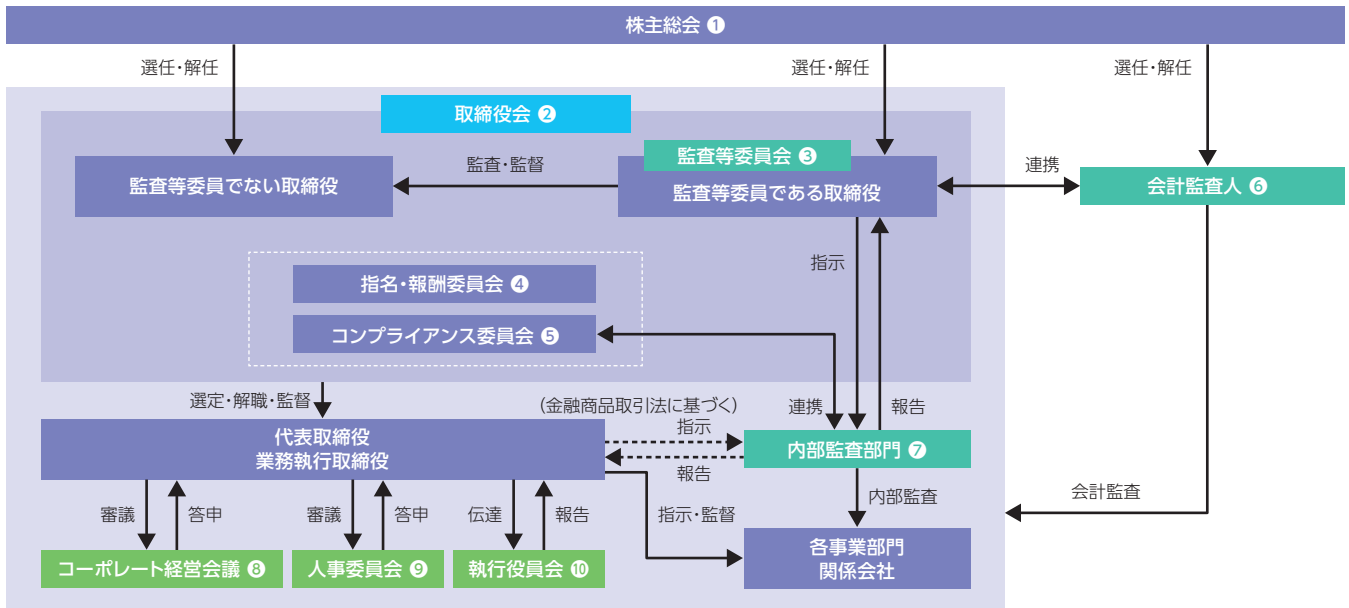 株主総会 ❶
選任・解任
選任・解任
選任・解任
取締役会 ❷
監査等委員会 ❸
監査等委員でない取締役
監査・監督
監査等委員である取締役
連携
会計監査人 ❻
指示
指名・報酬委員会 ❹
コンプライアンス委員会 ❺
選定・解職・監督
(金融商品取引法に基づく)
指示
連携
報告
代表取締役
業務執行取締役
内部監査部門 ❼
報告
内部監査
会計監査
審議
答申
審議
答申
伝達
報告
指示・監督
各事業部門
関係会社
コーポレート経営会議 ❽
人事委員会 ❾
執行役員会 ❿